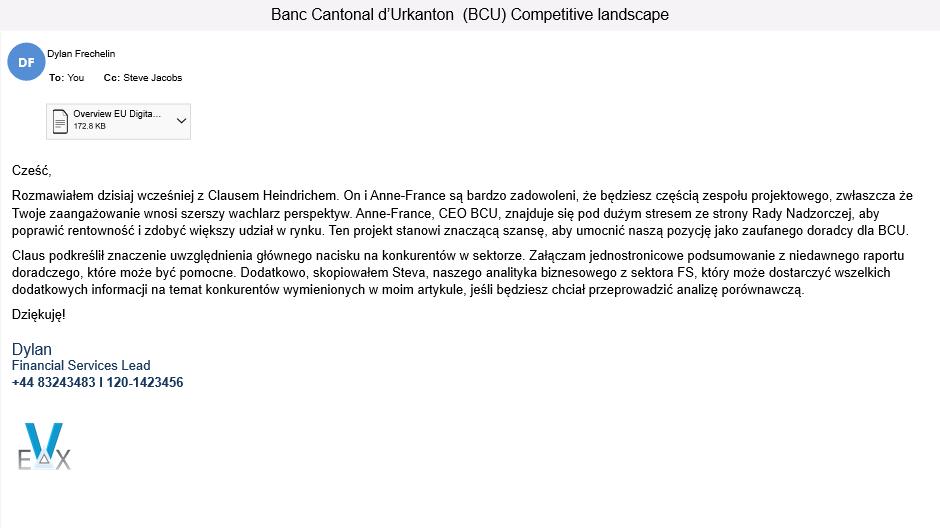 Banc Cantonal d’Urkanton (BCU) Competitive landscape
DF
Dylan Frechelin
To: You Cc: Steve Jacobs
Overview EU Digita...
172.8 KB
Cześć,
Rozmawiałem dzisiaj wcześniej z Clausem Heindrichem. On i Anne-France są bardzo zadowoleni, że będziesz częścią zespołu projektowego, zwłaszcza że
Twoje zaangażowanie wnosi szerszy wachlarz perspektyw. Anne-France, CEO BCU, znajduje się pod dużym stresem ze strony Rady Nadzorczej, aby
poprawić rentowność i zdobyć większy udział w rynku. Ten projekt stanowi znaczącą szansę, aby umocnić naszą pozycję jako zaufanego doradcy dla BCU.
Claus podkreślił znaczenie uwzględnienia głównego nacisku na konkurentów w sektorze. Załączam jednostronicowe podsumowanie z niedawnego raportu
doradczego, które może być pomocne. Dodatkowo, skopiowałem Steva, naszego analityka biznesowego z sektora FS, który może dostarczyć wszelkich
dodatkowych informacji na temat konkurentów wymienionych w moim artykule, jeśli będziesz chciał przeprowadzić analizę porównawczą.
Dziękuję!
Dylan
Financial Services Lead
+44 83243483 I 120-1423456
EVX